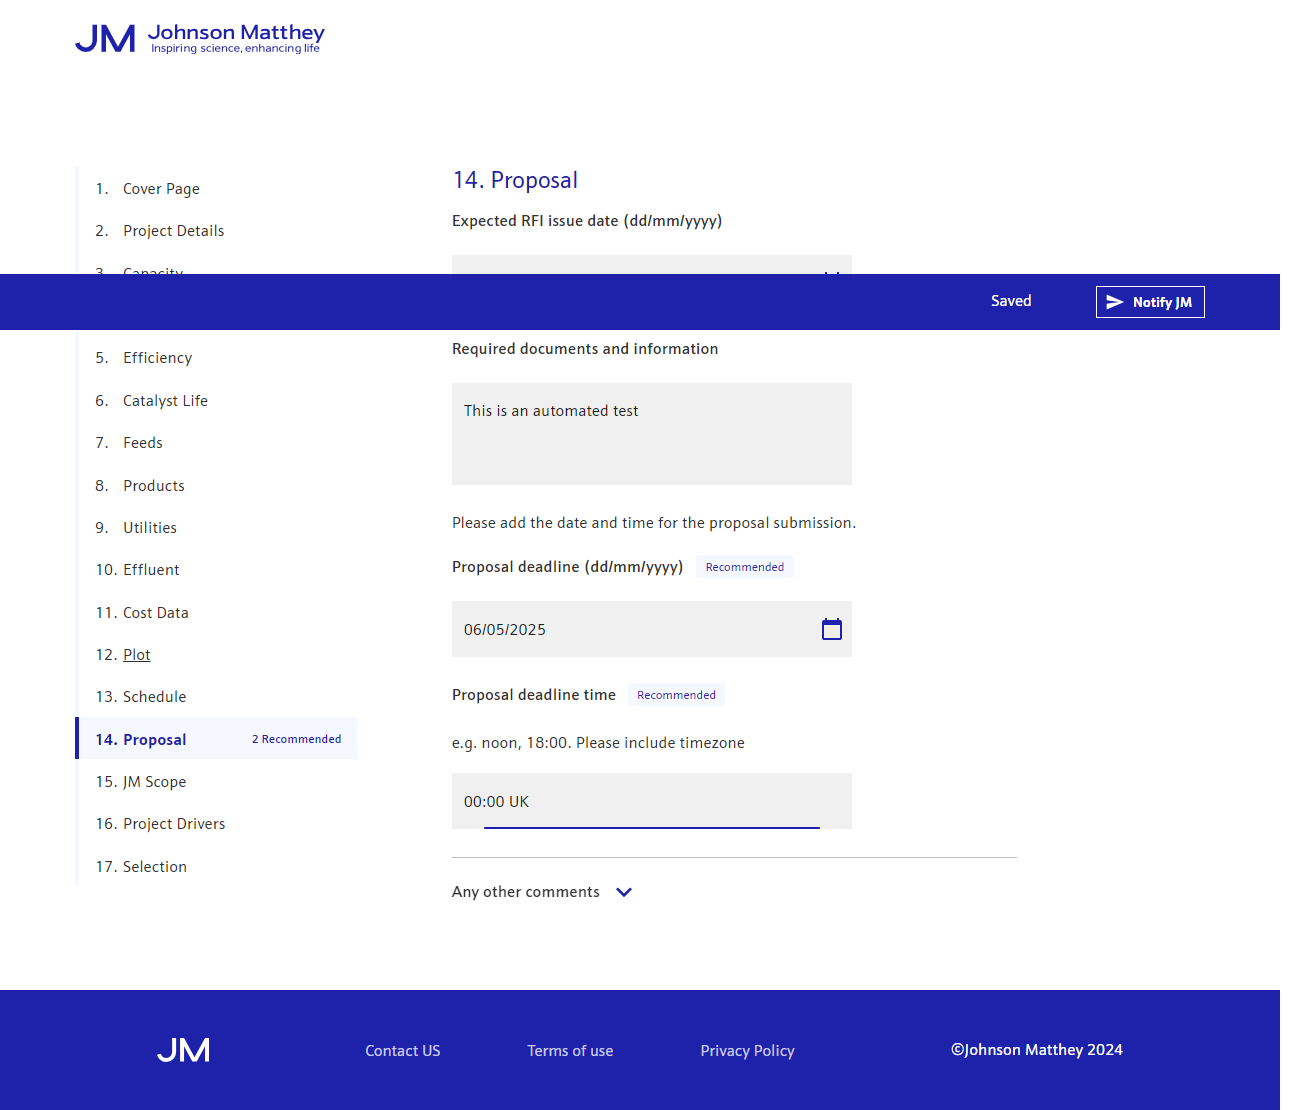 JM Johnson Matthey
Inspiring science, enhancing life
1. Cover Page
2. Project Details
3. Capacity
5. Efficiency
6. Catalyst Life
7. Feeds
8. Products
9. Utilities
10. Effluent
11. Cost Data
12. Plot
13. Schedule
14. Proposal 2 Recommended
15. JM Scope
16. Project Drivers
17. Selection
14. Proposal
Expected RFI issue date (dd/mm/yyyy)
Saved
Notify JM
Required documents and information
This is an automated test
Please add the date and time for the proposal submission.
Proposal deadline (dd/mm/yyyy) Recommended
06/05/2025
Proposal deadline time Recommended
e.g. noon, 18:00. Please include timezone
00:00 UK
Any other comments
JM
Contact US
Terms of use
Privacy Policy
©Johnson Matthey 2024